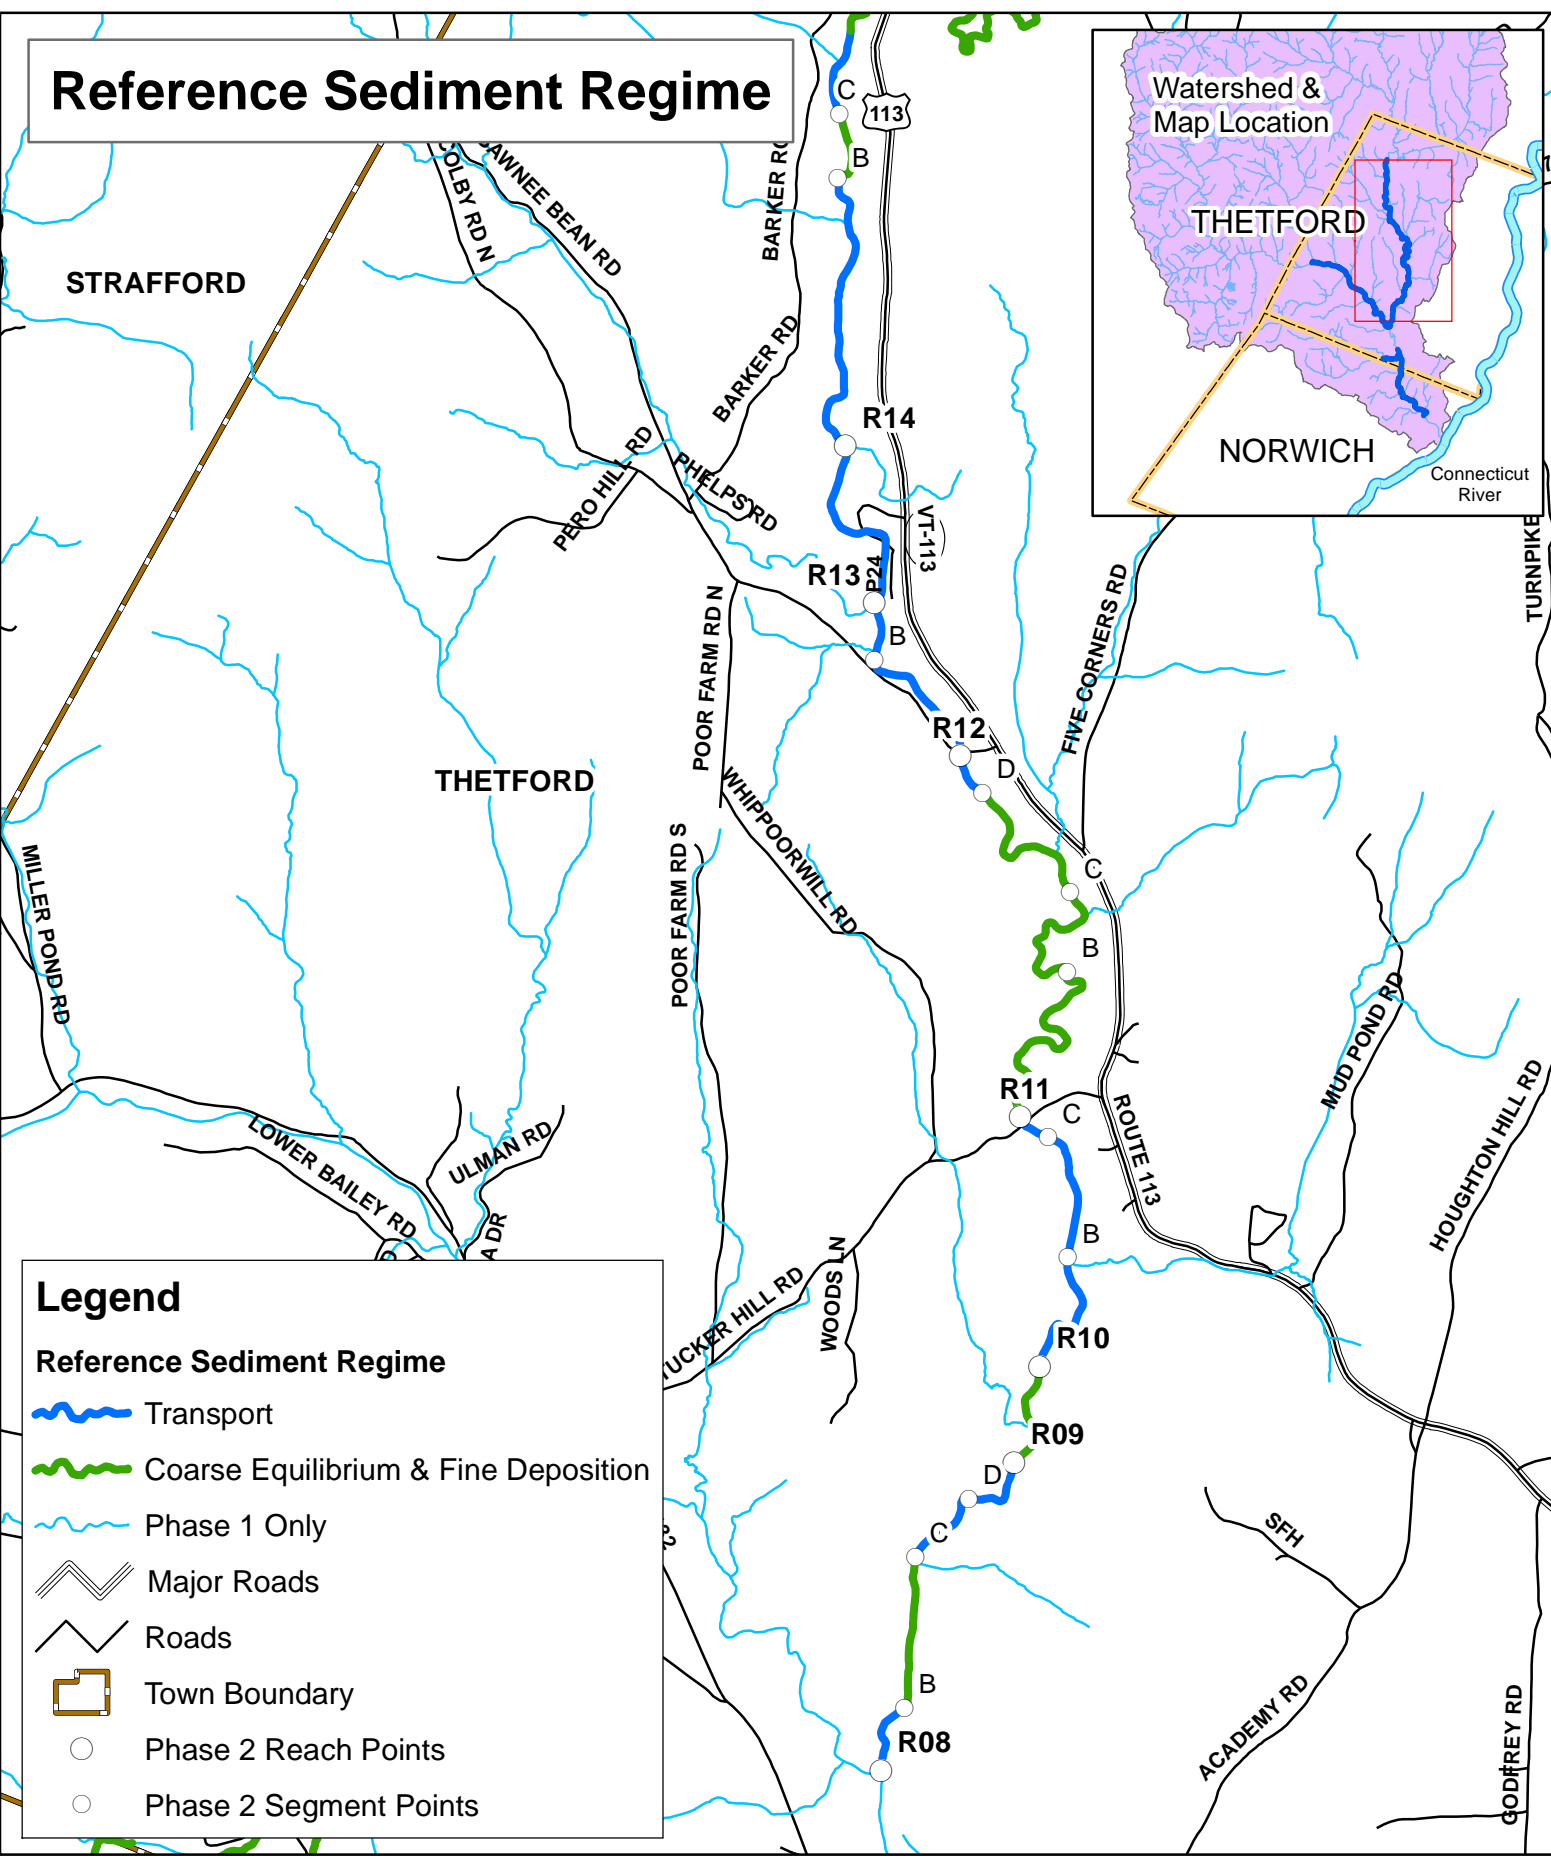 Reference Sediment Regime
C
113
B
Watershed &
Map Location
THETFORD
NORWICH
Connecticut
River
COLBY RD N
BARKER RD
STRAFFORD
BARKER RD
R14
PERO HILL RD
PHELPS RD
VT-113
R13
P24
B
POOR FARM RD N
FIVE CORNERS RD
TURNPIKE
R12
D
THETFORD
WHIPPOORWILL RD
POOR FARM RD S
MILLER POND RD
C
B
MUD POND RD
HOUGHTON HILL RD
R11
C
ROUTE 113
LOWER BAILEY RD
ULMAN RD
A DR
B
TUCKER HILL RD
WOODS LN
R10
R09
D
C
SFH
B
R08
ACADEMY RD
GODFREY RD
Legend
Reference Sediment Regime
Transport
Coarse Equilibrium & Fine Deposition
Phase 1 Only
Major Roads
Roads
Town Boundary
Phase 2 Reach Points
Phase 2 Segment Points